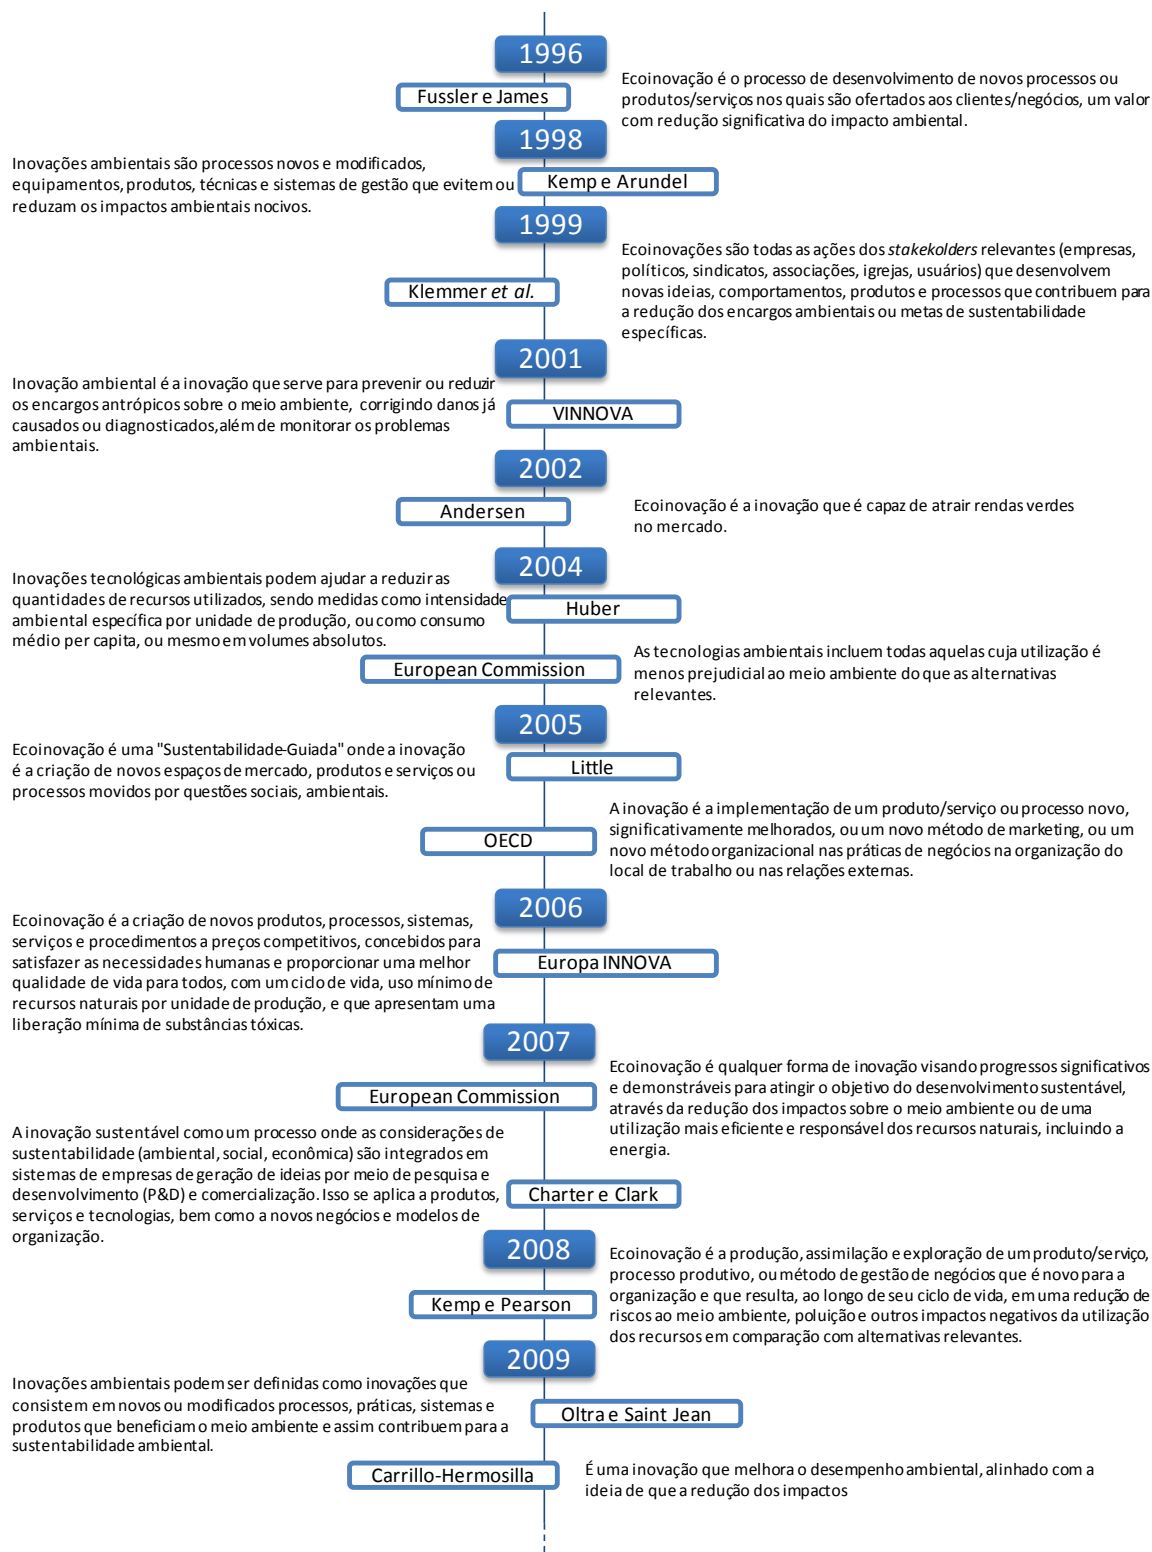 1996
Fussler e James
Ecoinovação é o processo de desenvolvimento de novos processos ou
produtos/serviços nos quais são ofertados aos clientes/negócios, um valor
com redução significativa do impacto ambiental.
1998
Kemp e Arundel
Inovações ambientais são processos novos e modificados,
equipamentos, produtos, técnicas e sistemas de gestão que evitem ou
reduzam os impactos ambientais nocivos.
1999
Klemmer et al.
Ecoinovações são todas as ações dos stakekolders relevantes (empresas,
políticos, sindicatos, associações, igrejas, usuários) que desenvolvem
novas ideias, comportamentos, produtos e processos que contribuem para
a redução dos encargos ambientais ou metas de sustentabilidade
específicas.
2001
VINNOVA
Inovação ambiental é a inovação que serve para prevenir ou reduzir
os encargos antrópicos sobre o meio ambiente, corrigindo danos já
causados ou diagnosticados,além de monitorar os problemas
ambientais.
2002
Andersen
Ecoinovação é a inovação que é capaz de atrair rendas verdes
no mercado.
2004
Huber
Inovações tecnológicas ambientais podem ajudar a reduzir as
quantidades de recursos utilizados, sendo medidas como intensidade
ambiental específica por unidade de produção, ou como consumo
médio per capita, ou mesmo em volumes absolutos.
European Commission
As tecnologias ambientais incluem todas aquelas cuja utilização é
menos prejudicial ao meio ambiente do que as alternativas
relevantes.
2005
Little
Ecoinovação é uma "Sustentabilidade-Guiada" onde a inovação
é a criação de novos espaços de mercado, produtos e serviços ou
processos movidos por questões sociais, ambientais.
OECD
A inovação é a implementação de um produto/serviço ou processo novo,
significativamente melhorados, ou um novo método de marketing, ou um
novo método organizacional nas práticas de negócios na organização do
local de trabalho ou nas relações externas.
2006
Europa INNOVA
Ecoinovação é a criação de novos produtos, processos, sistemas,
serviços e procedimentos a preços competitivos, concebidos para
satisfazer as necessidades humanas e proporcionar uma melhor
qualidade de vida para todos, com um ciclo de vida, uso mínimo de
recursos naturais por unidade de produção, e que apresentam uma
liberação mínima de substâncias tóxicas.
2007
European Commission
Ecoinovação é qualquer forma de inovação visando progressos significativos
e demonstráveis para atingir o objetivo do desenvolvimento sustentável,
através da redução dos impactos sobre o meio ambiente ou de uma
utilização mais eficiente e responsável dos recursos naturais, incluindo a
energia.
Charter e Clark
A inovação sustentável como um processo onde as considerações de
sustentabilidade (ambiental, social, econômica) são integrados em
sistemas de empresas de geração de ideias por meio de pesquisa e
desenvolvimento (P&D) e comercialização. Isso se aplica a produtos,
serviços e tecnologias, bem como a novos negócios e modelos de
organização.
2008
Kemp e Pearson
Ecoinovação é a produção, assimilação e exploração de um produto/serviço,
processo produtivo, ou método de gestão de negócios que é novo para a
organização e que resulta, ao longo de seu ciclo de vida, em uma redução de
riscos ao meio ambiente, poluição e outros impactos negativos da utilização
dos recursos em comparação com alternativas relevantes.
2009
Oltra e Saint Jean
Inovações ambientais podem ser definidas como inovações que
consistem em novos ou modificados processos, práticas, sistemas e
produtos que beneficiam o meio ambiente e assim contribuem para a
sustentabilidade ambiental.
Carrillo-Hermosilla
É uma inovação que melhora o desempenho ambiental, alinhado com a
ideia de que a redução dos impactos